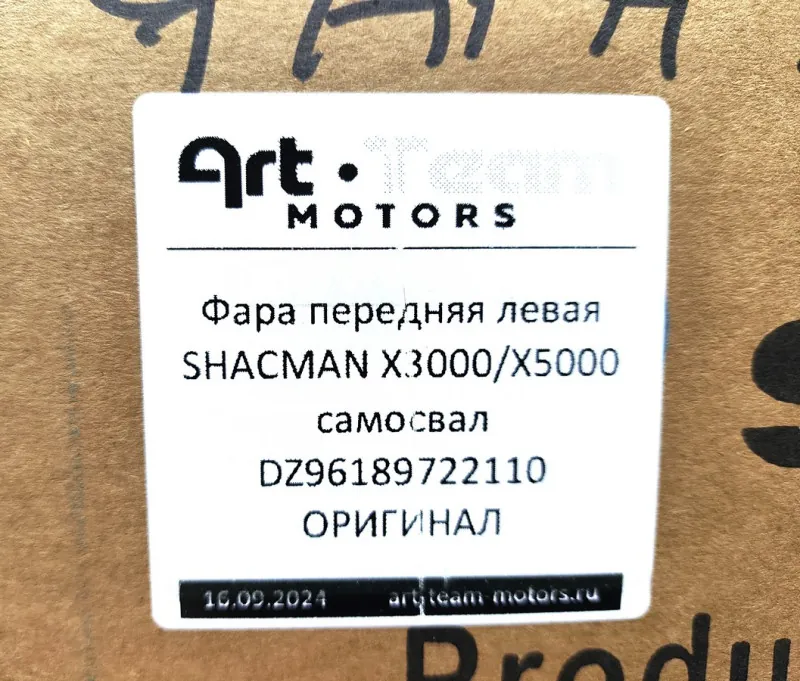 Art • Team
MOTORS
Фара передняя левая
SHACMAN X3000/X5000
самосвал
DZ96189722110
ОРИГИНАЛ
16.09.2024 art-team-motors.ru